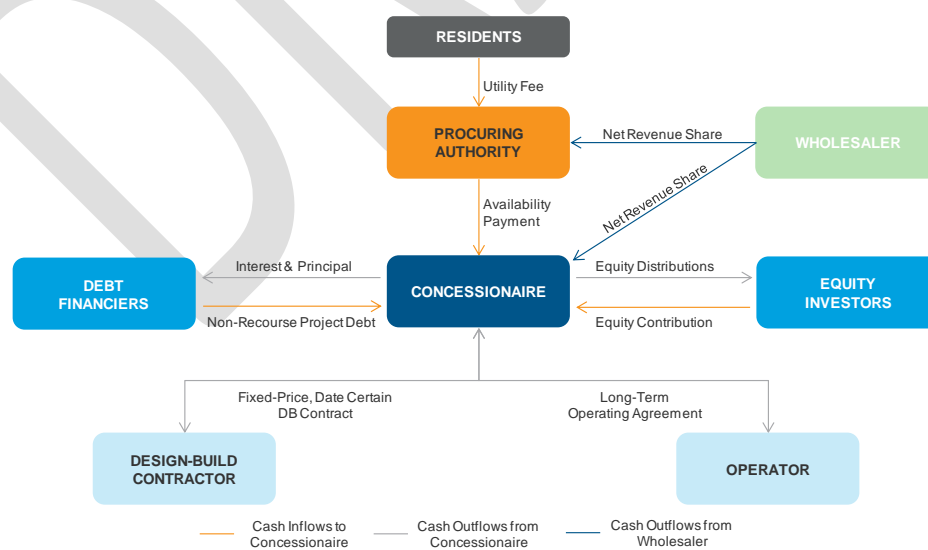 RESIDENTS
Utility Fee
PROCURING
AUTHORITY
Net Revenue Share
WHOLESALER
Net Revenue Share
Availability
Payment
Interest & Principal
Equity Distributions
DEBT
FINANCIERS
CONCESSIONAIRE
EQUITY
INVESTORS
Non-Recourse Project Debt
Equity Contribution
Fixed-Price, Date Certain
DB Contract
Long-Term
Operating Agreement
DESIGN-BUILD
CONTRACTOR
OPERATOR
Cash Inflows to
Concessionaire
Cash Outflows from
Concessionaire
Cash Outflows from
Wholesaler